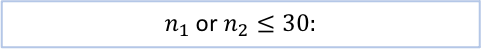 n₁ or n₂ ≤ 30: